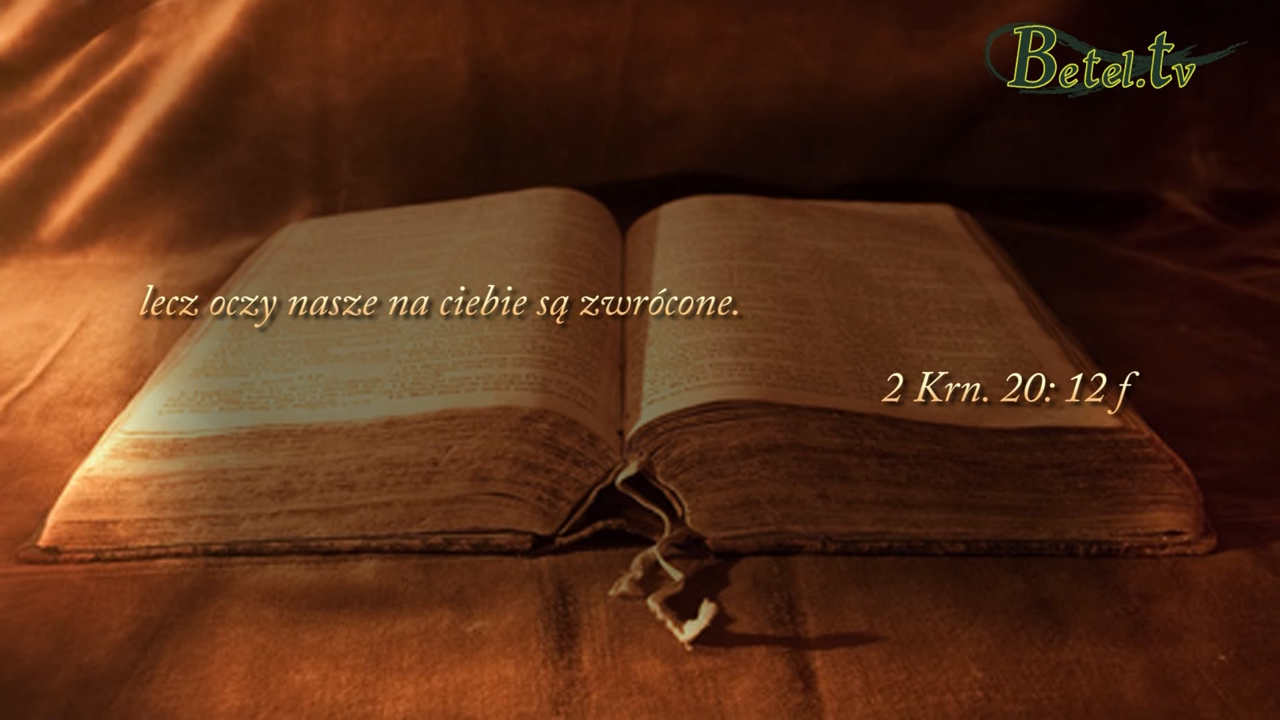 Betel.tv
lecz oczy nasze na ciebie są zwrócone.
2 Krn. 20: 12 f